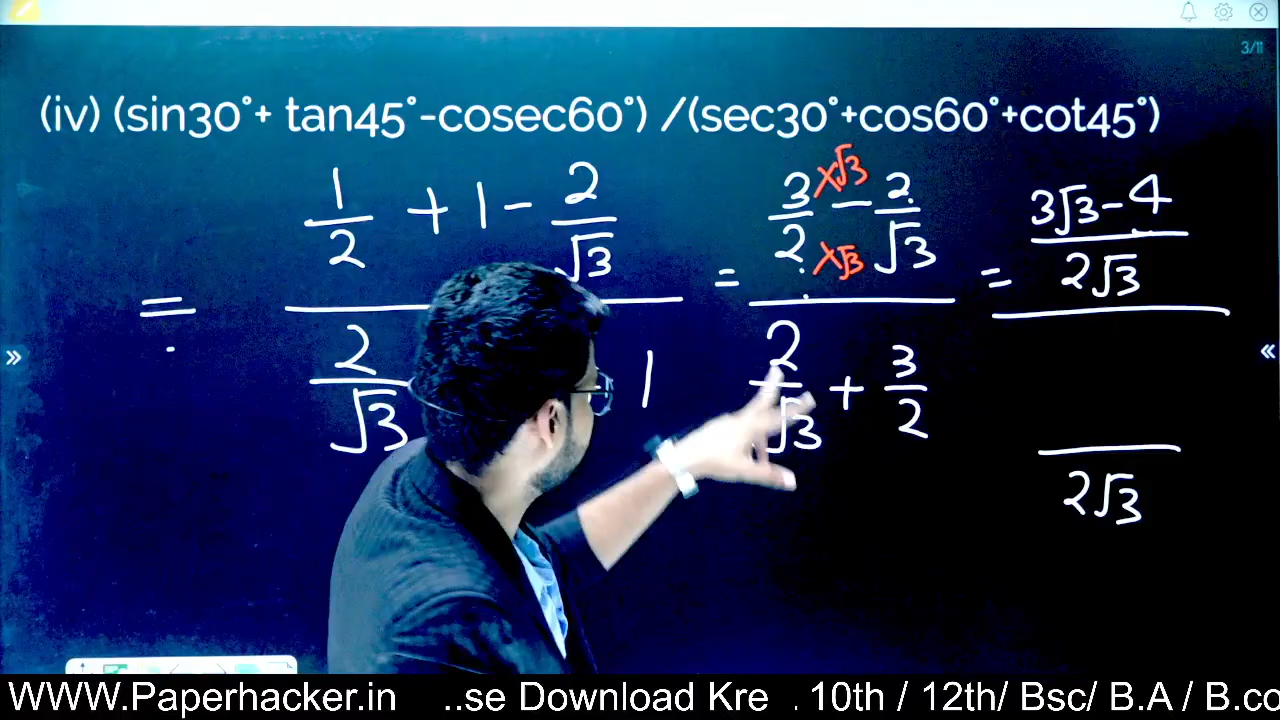 3/11
(iv) (sin30°+ tan45°-cosec60°) /(sec30°+cos60°+cot45°)
1/2 + 1 - 2/√3 = 3/2 ×√3 ×√3 - 2/√3 = 3√3-4/2√3
=
2/√3 1 2/√3 + 3/2 2√3
WWW.Paperhacker.in ..se Download Kre . 10th / 12th/ Bsc/ B.A / B.co